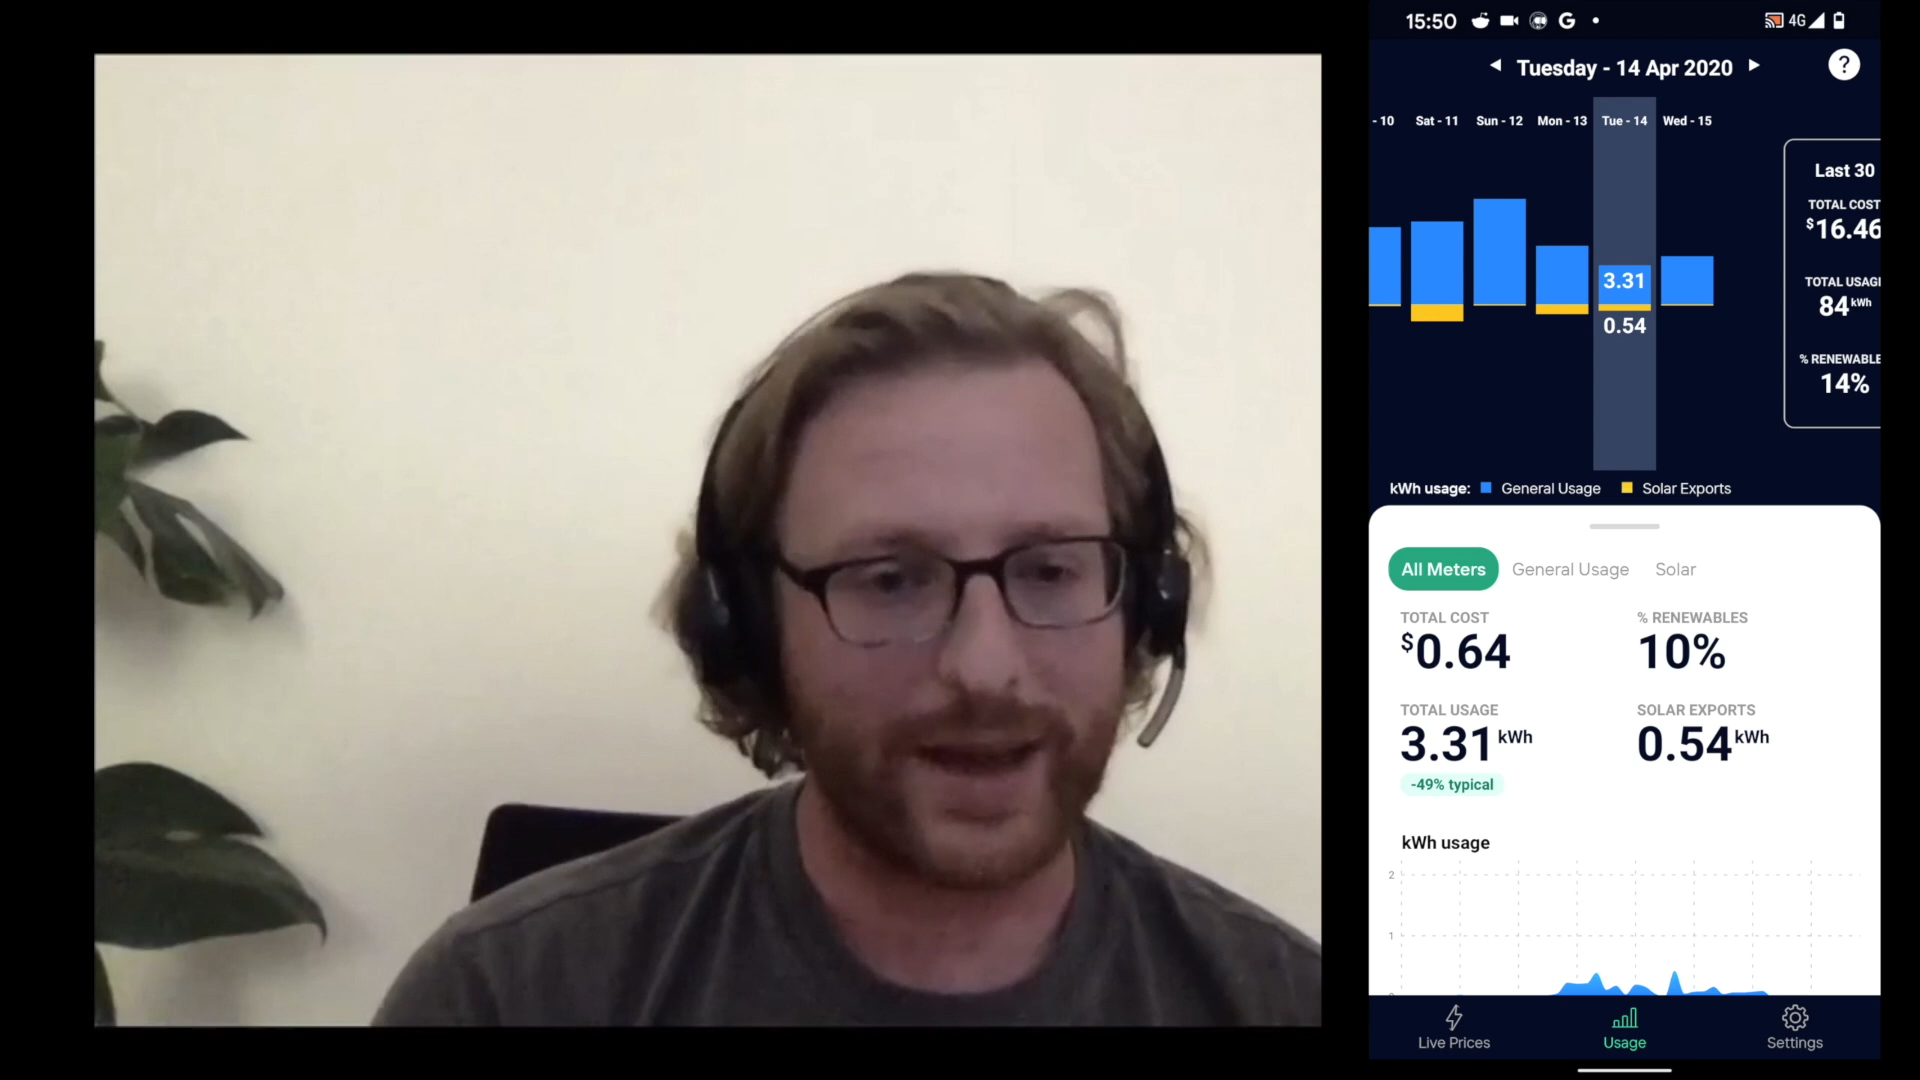 15:50 G 4G
Tuesday - 14 Apr 2020 ?
- 10 Sat - 11 Sun - 12 Mon - 13 Tue - 14 Wed - 15
Last 30
TOTAL COST
$16.46
3.31
TOTAL USAG
84 kWh
0.54
% RENEWABLE
14%
kWh usage: General Usage Solar Exports
All Meters General Usage Solar
TOTAL COST % RENEWABLES
$0.64 10%
TOTAL USAGE SOLAR EXPORTS
3.31 kWh 0.54 kWh
-49% typical
kWh usage
2
1
Live Prices Usage Settings